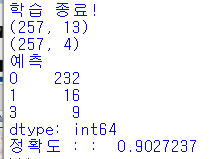 학습 종료!
(257, 13)
(257, 4)
예측
0    232
1     16
3      9
dtype: int64
정확도 : :  0.9027237